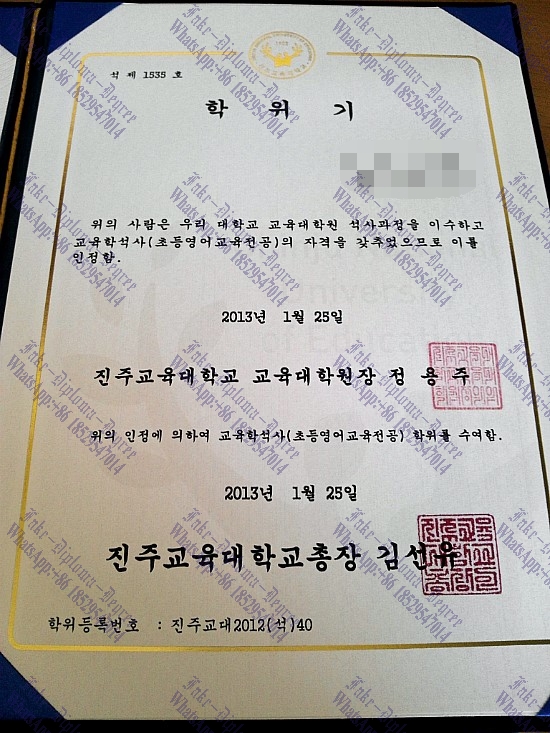 석 제 1535 호
학 위 기
위의 사람은 우리 대학교 교육대학원 석사과정을 이수하고
교육학석사(초등영어교육전공)의 자격을 갖추었으므로 이를
인정함.
2013년 1월 25일
진주교육대학교 교육대학원장 정 용 주
위의 인정에 의하여 교육학석사(초등영어교육전공) 학위를 수여함.
2013년 1월 25일
진주교육대학교총장 김선유
학위등록번호 : 진주교대2012(석)40
Jnkr-Diploma-Degree
WhatsApp:+86 18529547014